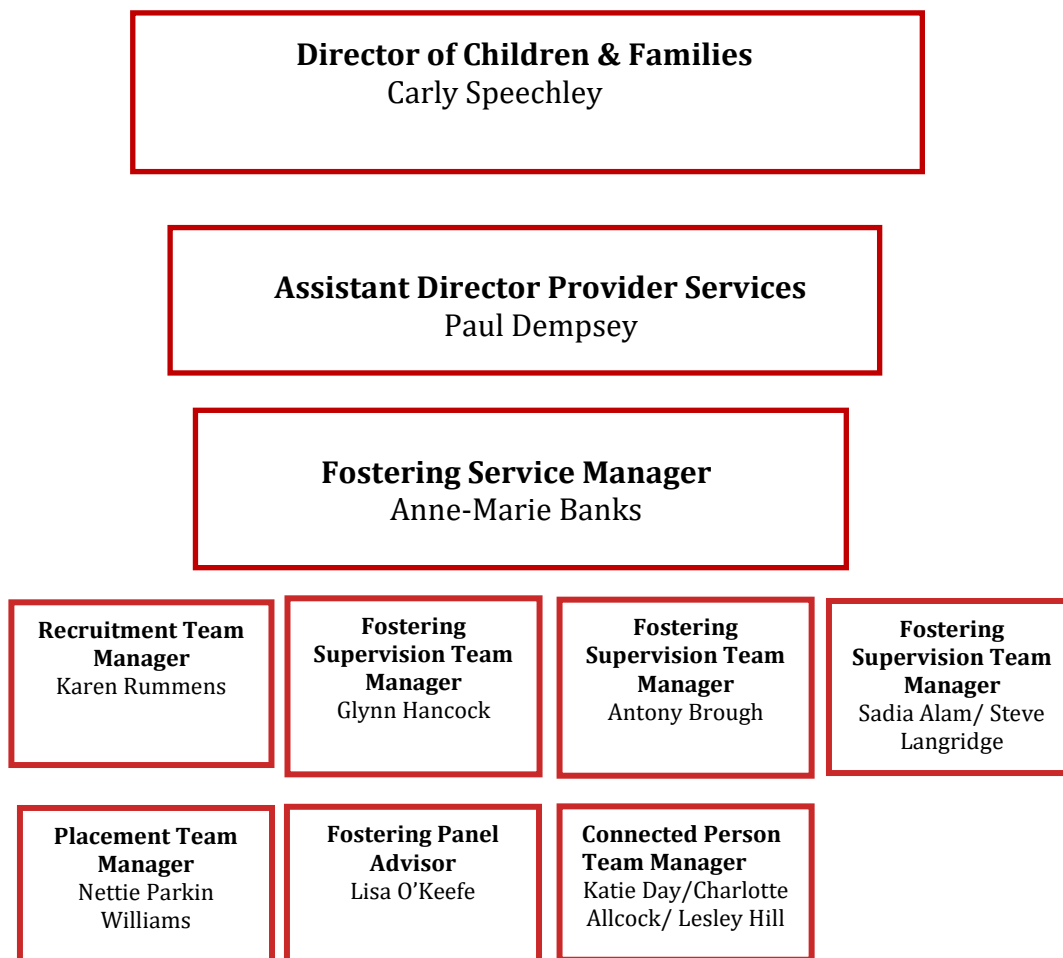 Director of Children & Families
Carly Speechley
Assistant Director Provider Services
Paul Dempsey
Fostering Service Manager
Anne-Marie Banks
Recruitment Team
Manager
Karen Rummens
Fostering
Supervision Team
Manager
Glynn Hancock
Fostering
Supervision Team
Manager
Antony Brough
Fostering
Supervision Team
Manager
Sadia Alam/ Steve
Langridge
Placement Team
Manager
Nettie Parkin
Williams
Fostering Panel
Advisor
Lisa O’Keefe
Connected Person
Team Manager
Katie Day/Charlotte
Allcock/ Lesley Hill